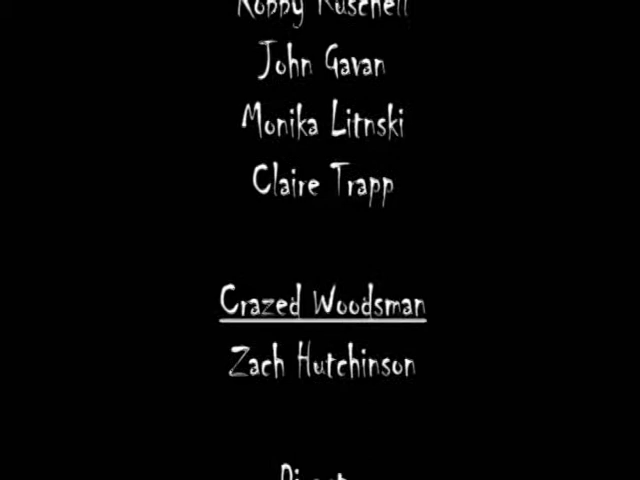 John Gavan
Monika Litnski
Claire Trapp
Crazed Woodsman
Zach Hutchinson